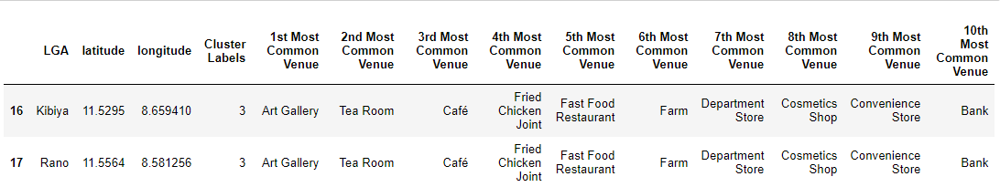 LGA latitude longitude Cluster Labels 1st Most Common Venue 2nd Most Common Venue 3rd Most Common Venue 4th Most Common Venue 5th Most Common Venue 6th Most Common Venue 7th Most Common Venue 8th Most Common Venue 9th Most Common Venue 10th Most Common Venue
16 Kibiya 11.5295 8.659410 3 Art Gallery Tea Room Café Fried Chicken Joint Fast Food Restaurant Farm Department Store Cosmetics Shop Convenience Store Bank
17 Rano 11.5564 8.581256 3 Art Gallery Tea Room Café Fried Chicken Joint Fast Food Restaurant Farm Department Store Cosmetics Shop Convenience Store Bank